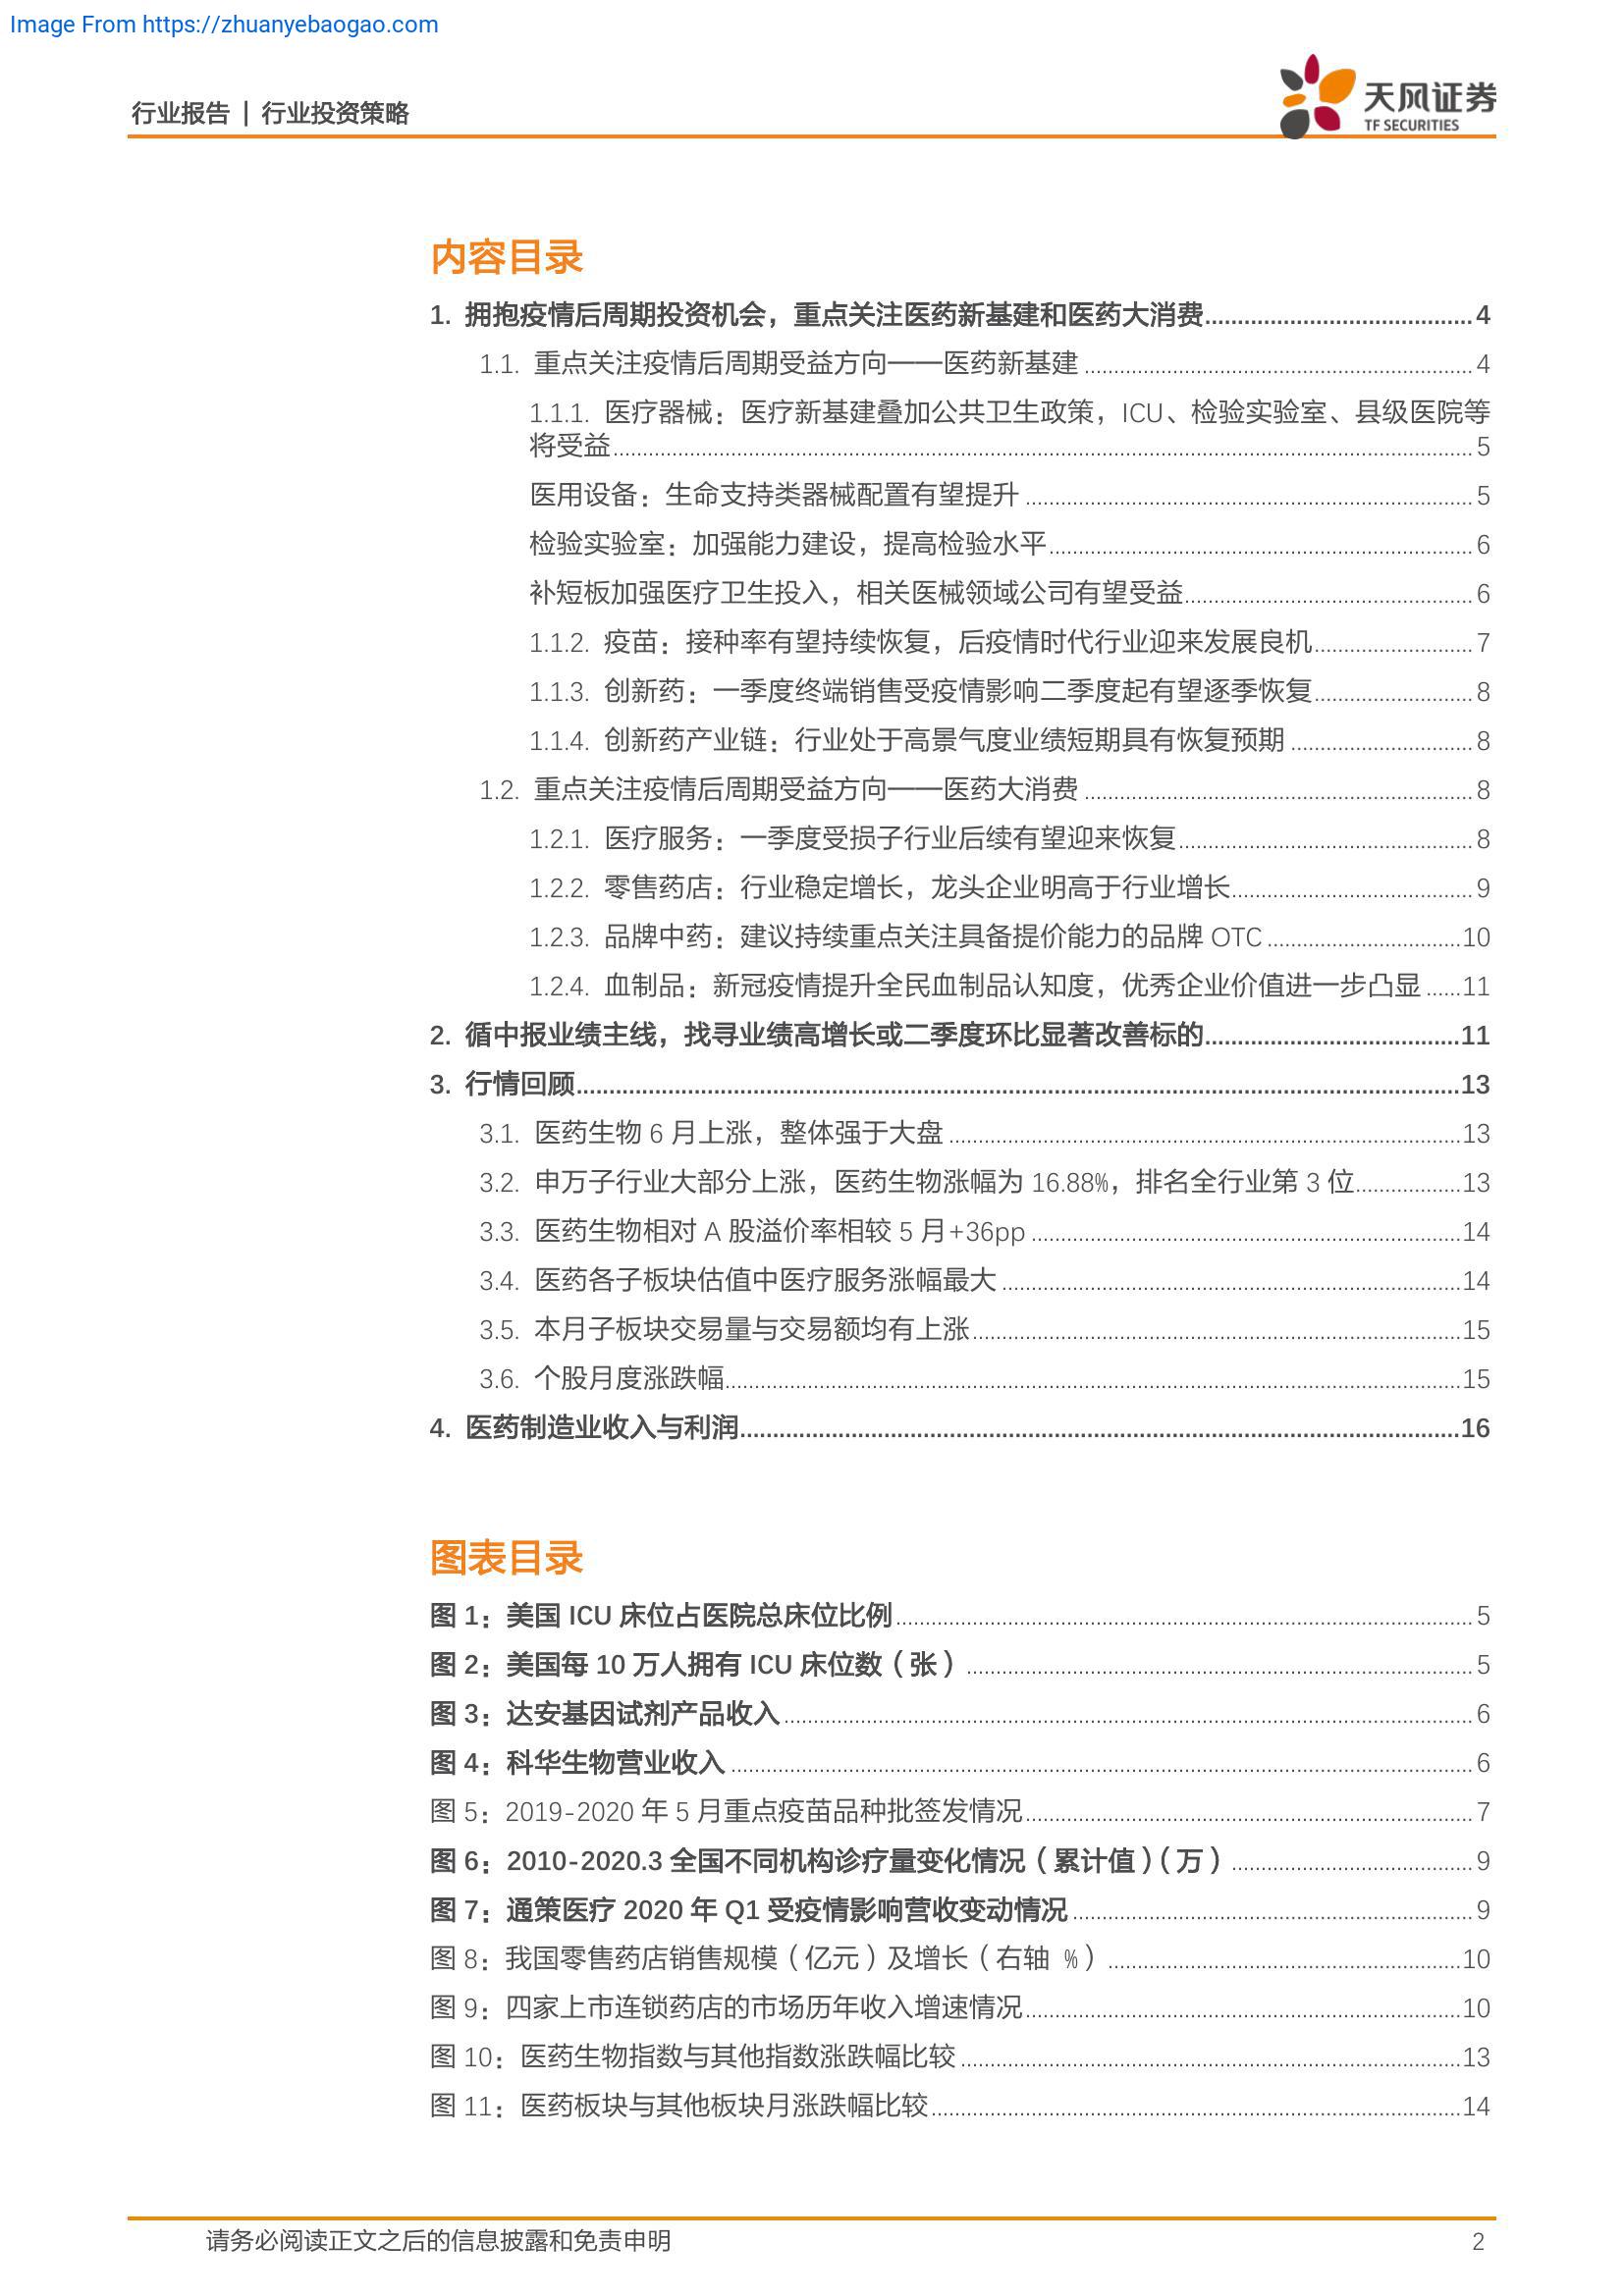 Image From https://zhuanyebaogao.com
行业报告 | 行业投资策略
天风证券
TF SECURITIES
内容目录
1. 拥抱疫情后周期投资机会，重点关注医药新基建和医药大消费........................................4
1.1. 重点关注疫情后周期受益方向——医药新基建........................................4
1.1.1. 医疗器械：医疗新基建叠加公共卫生政策，ICU、检验实验室、县级医院等
将受益........................................5
医用设备：生命支持类器械配置有望提升........................................5
检验实验室：加强能力建设，提高检验水平........................................6
补短板加强医疗卫生投入，相关医械领域公司有望受益........................................6
1.1.2. 疫苗：接种率有望持续恢复，后疫情时代行业迎来发展良机........................................7
1.1.3. 创新药：一季度终端销售受疫情影响二季度起有望逐季恢复........................................8
1.1.4. 创新药产业链：行业处于高景气度业绩短期具有恢复预期........................................8
1.2. 重点关注疫情后周期受益方向——医药大消费........................................8
1.2.1. 医疗服务：一季度受损子行业后续有望迎来恢复........................................8
1.2.2. 零售药店：行业稳定增长，龙头企业明高于行业增长........................................9
1.2.3. 品牌中药：建议持续重点关注具备提价能力的品牌 OTC........................................10
1.2.4. 血制品：新冠疫情提升全民血制品认知度，优秀企业价值进一步凸显......11
2. 循中报业绩主线，找寻业绩高增长或二季度环比显著改善标的........................................11
3. 行情回顾........................................13
3.1. 医药生物 6 月上涨，整体强于大盘........................................13
3.2. 申万子行业大部分上涨，医药生物涨幅为 16.88%，排名全行业第 3 位..................13
3.3. 医药生物相对 A 股溢价率相较 5 月+36pp........................................14
3.4. 医药各子板块估值中医疗服务涨幅最大........................................14
3.5. 本月子板块交易量与交易额均有上涨........................................15
3.6. 个股月度涨跌幅........................................15
4. 医药制造业收入与利润........................................16
图表目录
图 1：美国 ICU 床位占医院总床位比例........................................5
图 2：美国每 10 万人拥有 ICU 床位数（张）........................................5
图 3：达安基因试剂产品收入........................................6
图 4：科华生物营业收入........................................6
图 5：2019-2020 年 5 月重点疫苗品种批签发情况........................................7
图 6：2010-2020.3 全国不同机构诊疗量变化情况（累计值）（万）........................................9
图 7：通策医疗 2020 年 Q1 受疫情影响营收变动情况........................................9
图 8：我国零售药店销售规模（亿元）及增长（右轴 %）........................................10
图 9：四家上市连锁药店的市场历年收入增速情况........................................10
图 10：医药生物指数与其他指数涨跌幅比较........................................13
图 11：医药板块与其他板块月涨跌幅比较........................................14
请务必阅读正文之后的信息披露和免责申明 2